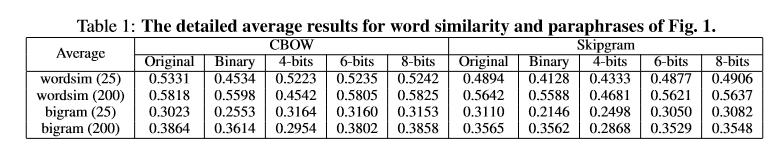 Table 1: The detailed average results for word similarity and paraphrases of Fig. 1.
Average CBOW Skipgram
Original Binary 4-bits 6-bits 8-bits Original Binary 4-bits 6-bits 8-bits
wordsim (25) 0.5331 0.4534 0.5223 0.5235 0.5242 0.4894 0.4128 0.4333 0.4877 0.4906
wordsim (200) 0.5818 0.5598 0.4542 0.5805 0.5825 0.5642 0.5588 0.4681 0.5621 0.5637
bigram (25) 0.3023 0.2553 0.3164 0.3160 0.3153 0.3110 0.2146 0.2498 0.3050 0.3082
bigram (200) 0.3864 0.3614 0.2954 0.3802 0.3858 0.3565 0.3562 0.2868 0.3529 0.3548